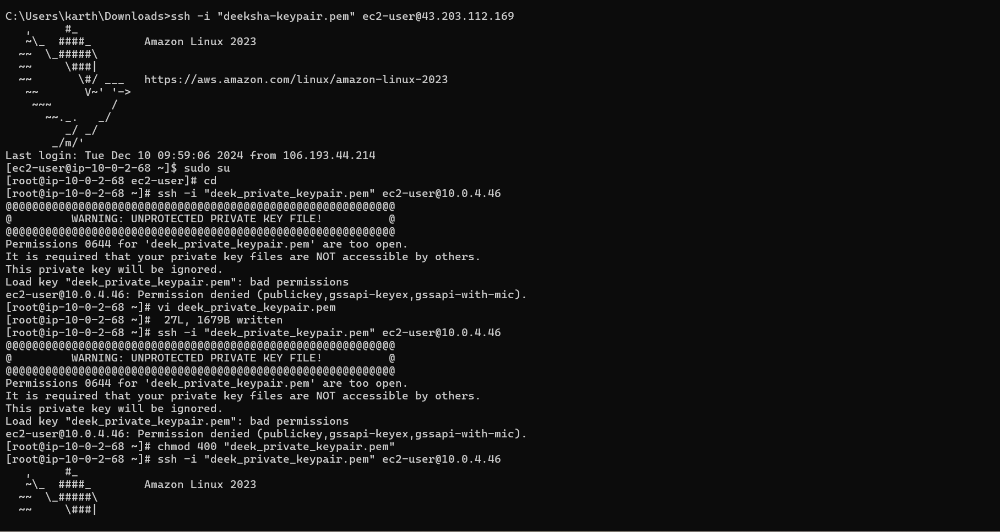 C:\Users\karth\Downloads>ssh -i "deeksha-keypair.pem" ec2-user@43.203.112.169
   ,     #_
   ~\_  ####_        Amazon Linux 2023
  ~~  \_#####\
  ~~     \###|
  ~~       \#/ ___   https://aws.amazon.com/linux/amazon-linux-2023
   ~~       V~' '->
    ~~~         /
      ~~._.   _/
         _/ _/
       _/m/'
Last login: Tue Dec 10 09:59:06 2024 from 106.193.44.214
[ec2-user@ip-10-0-2-68 ~]$ sudo su
[root@ip-10-0-2-68 ec2-user]# cd
[root@ip-10-0-2-68 ~]# ssh -i "deek_private_keypair.pem" ec2-user@10.0.4.46
@@@@@@@@@@@@@@@@@@@@@@@@@@@@@@@@@@@@@@@@@@@@@@@@@@@@@@@@@@@
@         WARNING: UNPROTECTED PRIVATE KEY FILE!          @
@@@@@@@@@@@@@@@@@@@@@@@@@@@@@@@@@@@@@@@@@@@@@@@@@@@@@@@@@@@
Permissions 0644 for 'deek_private_keypair.pem' are too open.
It is required that your private key files are NOT accessible by others.
This private key will be ignored.
Load key "deek_private_keypair.pem": bad permissions
ec2-user@10.0.4.46: Permission denied (publickey,gssapi-keyex,gssapi-with-mic).
[root@ip-10-0-2-68 ~]# vi deek_private_keypair.pem
[root@ip-10-0-2-68 ~]#  27L, 1679B written
[root@ip-10-0-2-68 ~]# ssh -i "deek_private_keypair.pem" ec2-user@10.0.4.46
@@@@@@@@@@@@@@@@@@@@@@@@@@@@@@@@@@@@@@@@@@@@@@@@@@@@@@@@@@@
@         WARNING: UNPROTECTED PRIVATE KEY FILE!          @
@@@@@@@@@@@@@@@@@@@@@@@@@@@@@@@@@@@@@@@@@@@@@@@@@@@@@@@@@@@
Permissions 0644 for 'deek_private_keypair.pem' are too open.
It is required that your private key files are NOT accessible by others.
This private key will be ignored.
Load key "deek_private_keypair.pem": bad permissions
ec2-user@10.0.4.46: Permission denied (publickey,gssapi-keyex,gssapi-with-mic).
[root@ip-10-0-2-68 ~]# chmod 400 "deek_private_keypair.pem"
[root@ip-10-0-2-68 ~]# ssh -i "deek_private_keypair.pem" ec2-user@10.0.4.46
   ,     #_
   ~\_  ####_        Amazon Linux 2023
  ~~  \_#####\
  ~~     \###|